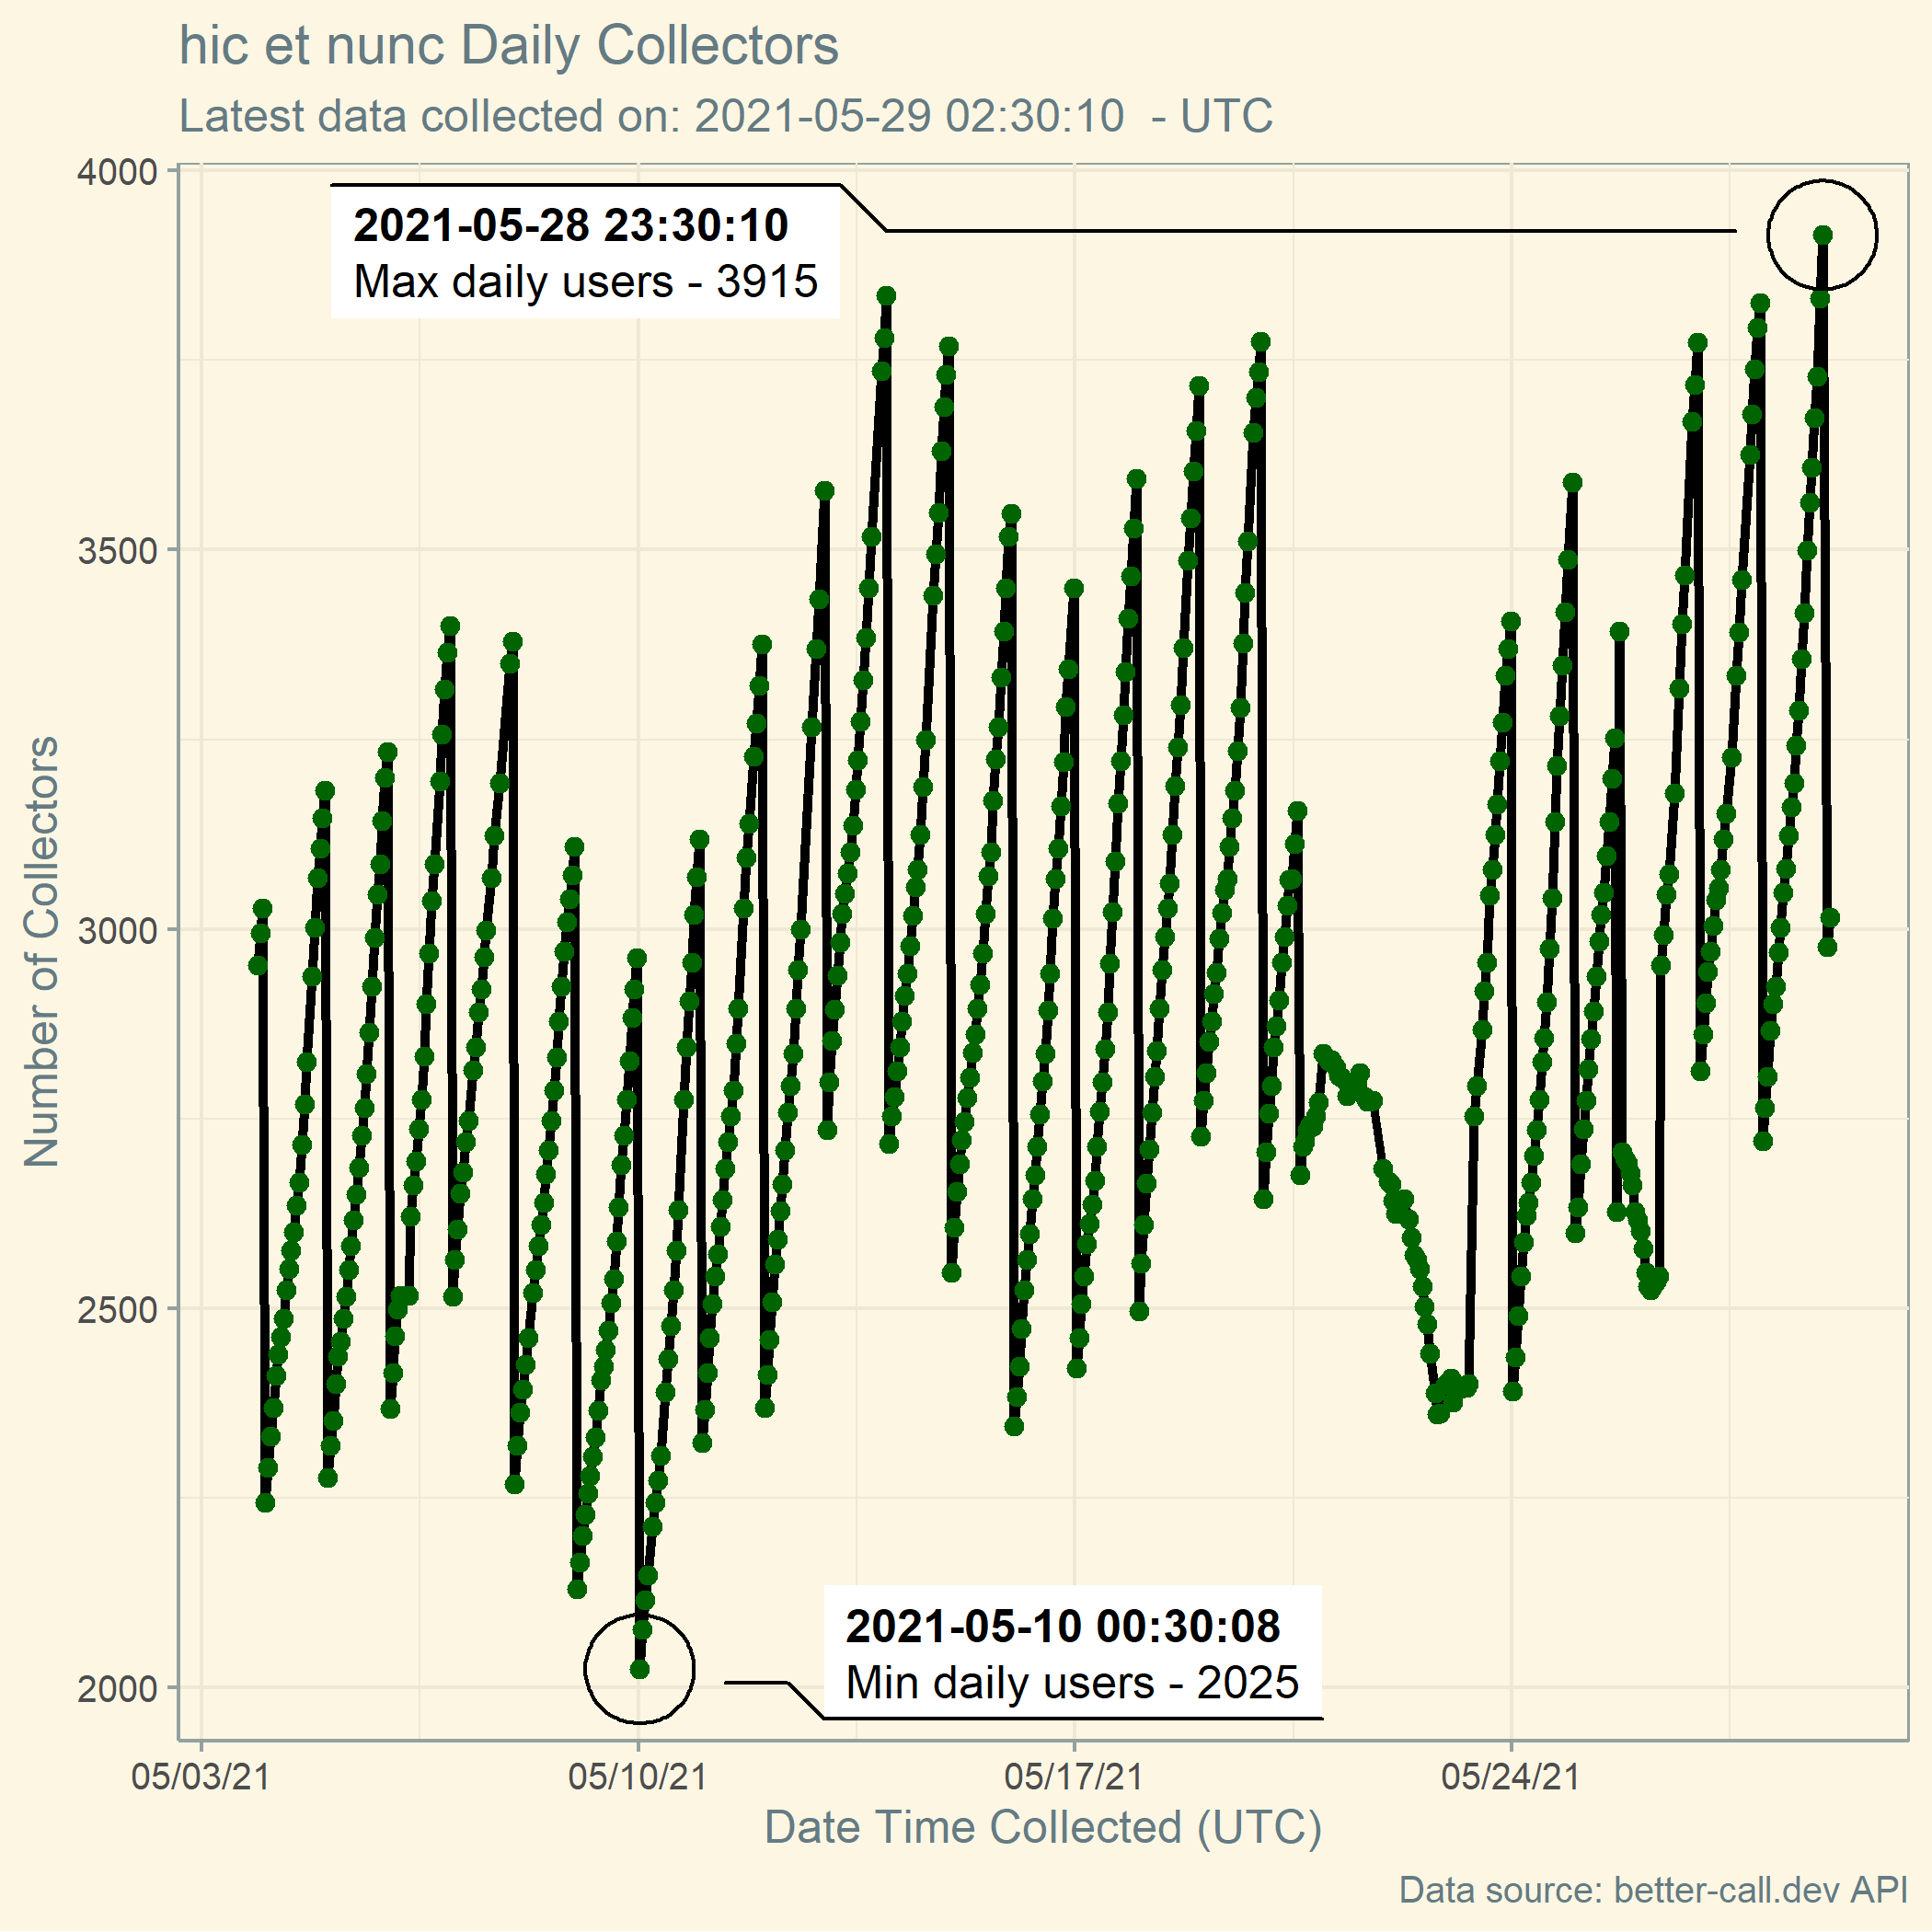 hic et nunc Daily Collectors
Latest data collected on: 2021-05-29 02:30:10  - UTC
4000
3500
3000
2500
2000
Number of Collectors
2021-05-28 23:30:10
Max daily users - 3915
2021-05-10 00:30:08
Min daily users - 2025
05/03/21
05/10/21
05/17/21
05/24/21
Date Time Collected (UTC)
Data source: better-call.dev API